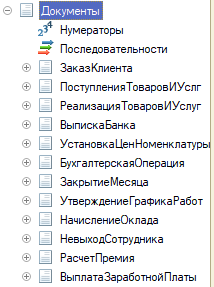 Документы
Нумераторы
Последовательности
ЗаказКлиента
ПоступленияТоваровИУслг
РеализацияТоваровИУслуг
ВыпискаБанка
УстановкаЦенНоменклатуры
БухгалтерскаяОперация
ЗакрытиеМесяца
УтверждениеГрафикаРабот
НачислениеОклада
НевыходСотрудника
РасчетПремия
ВыплатаЗаработнойПлаты